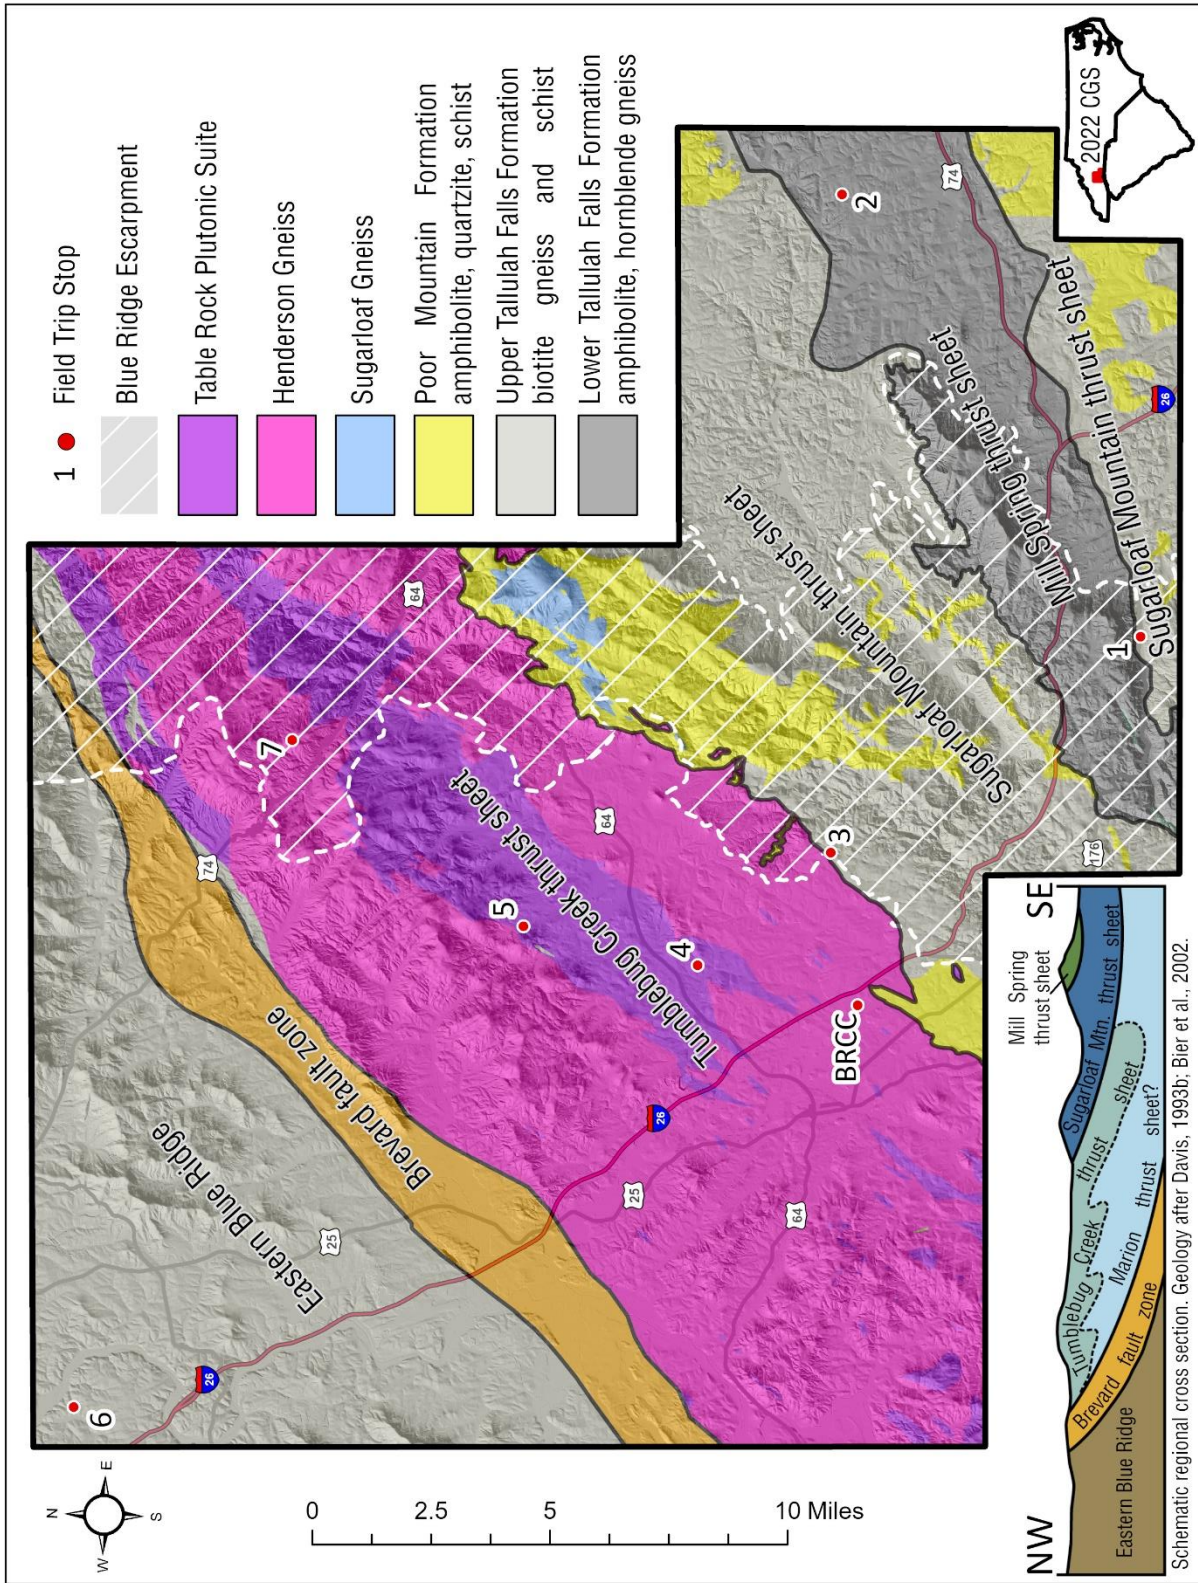 1 Field Trip Stop
Blue Ridge Escarpment
Table Rock Plutonic Suite
Henderson Gneiss
Sugarloaf Gneiss
Poor Mountain Formation
amphibolite, quartzite, schist
Upper Tallulah Falls Formation
biotite gneiss and schist
Lower Tallulah Falls Formation
amphibolite, hornblende gneiss
N
W
E
S
6
26
25
Eastern Blue Ridge
Brevard fault zone
74
7
64
5
Tumblebug Creek thrust sheet
64
4
26
25
64
BRCC
3
Sugarloaf Mountain thrust sheet
176
Mill Spring thrust sheet
2
74
1
Sugarloaf Mountain thrust sheet
26
0
2.5
5
10 Miles
NW
SE
Mill Spring
thrust sheet
Eastern Blue Ridge
Brevard fault zone
Tumblebug Creek thrust sheet
Marion thrust sheet?
Sugarloaf Mtn. thrust sheet
2022 CGS
Schematic regional cross section. Geology after Davis, 1993b; Bier et al., 2002.